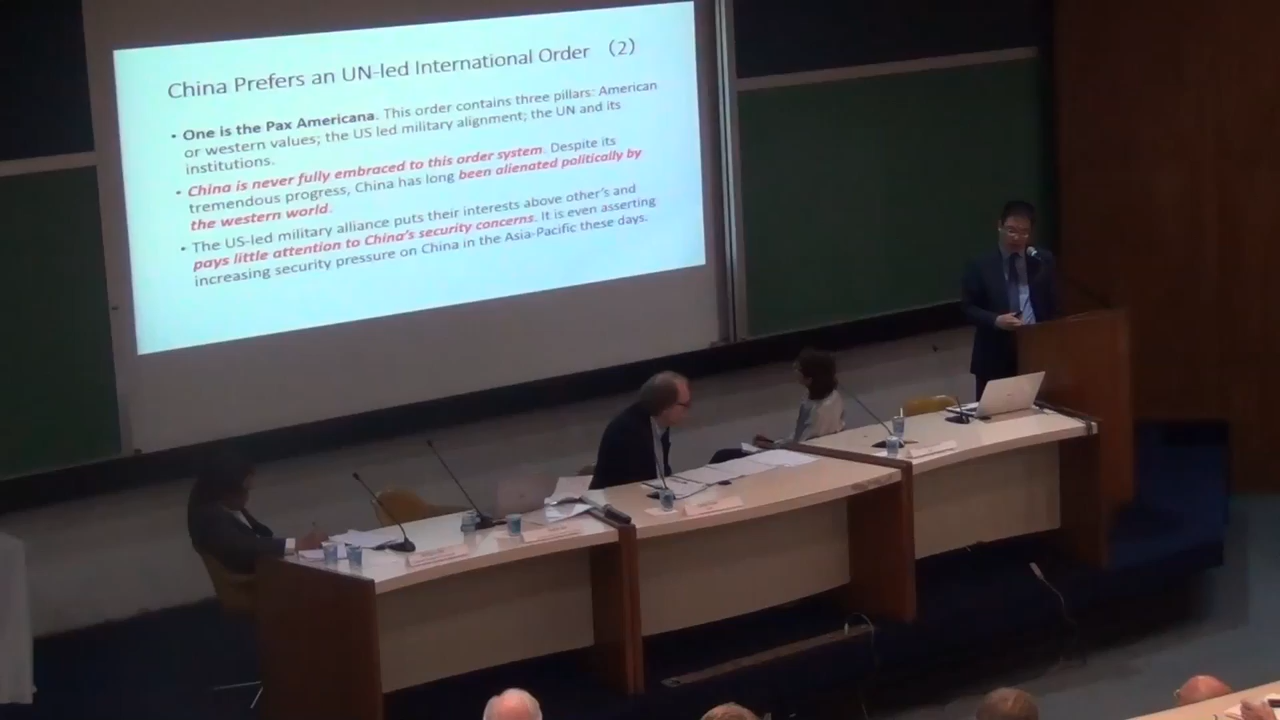 China Prefers an UN-led International Order （2）
• One is the Pax Americana. This order contains three pillars: American
or western values; the US led military alignment; the UN and its
institutions.
• China is never fully embraced to this order system. Despite its
tremendous progress, China has long been alienated politically by
the western world.
• The US-led military alliance puts their interests above other's and
pays little attention to China's security concerns. It is even asserting
increasing security pressure on China in the Asia-Pacific these days.